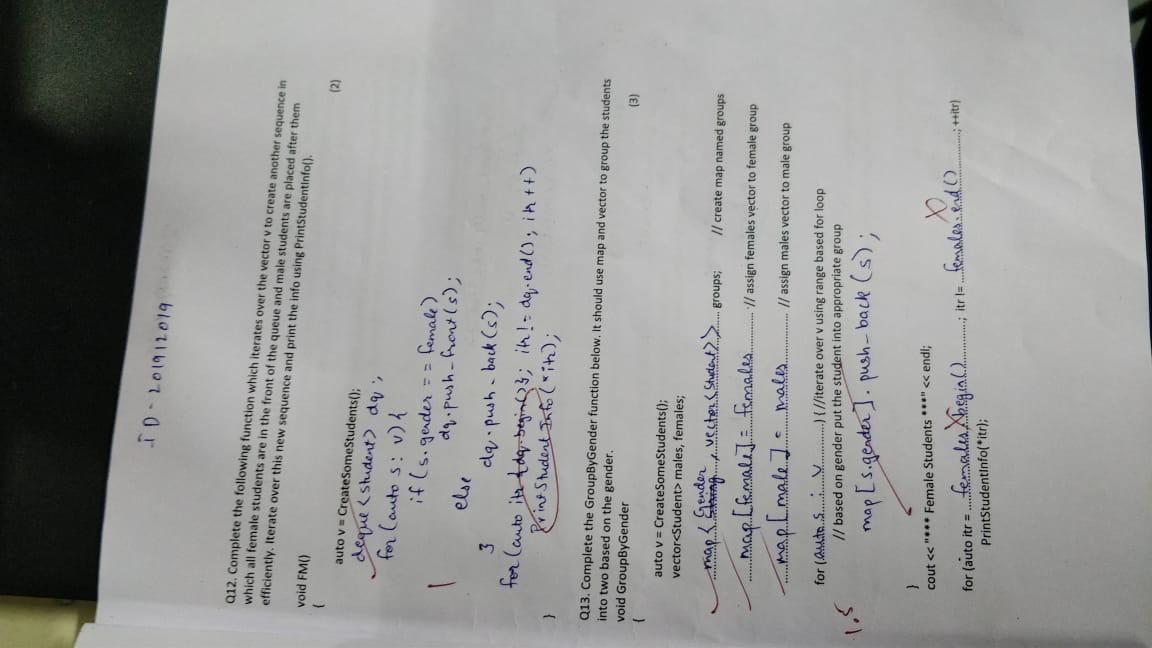 ID - 201912019
Q12. Complete the following function which iterates over the vector v to create another sequence in
which all female students are in the front of the queue and male students are placed after them
efficiently. Iterate over this new sequence and print the info using PrintStudentInfo().
(2)
void FM()
{
auto v = CreateSomeStudents();
deque<Student> dq;
for (auto s : v) {
if (s.gender == female)
dq.push_front(s);
1
else
} dq.push_back(s);
for (auto itr {dq.begin()}; itr != dq.end(); itr ++)
PrintStudentInfo(*itr);
}
Q13. Complete the GroupByGender function below. It should use map and vector to group the students
into two based on the gender.
(3)
void GroupByGender
{
auto v = CreateSomeStudents();
vector<Student> males, females;
map< Gender, vector<Student>> groups; // create map named groups
map[female] = females // assign females vector to female group
map[male] = males // assign males vector to male group
for (auto s : v) { //iterate over v using range based for loop
// based on gender put the student into appropriate group
1.5
map[s.gender].push_back(s);
}
cout << "*** Female Students ***" << endl;
for (auto itr = females.begin(); itr != females.end(); ++itr)
PrintStudentInfo(*itr);